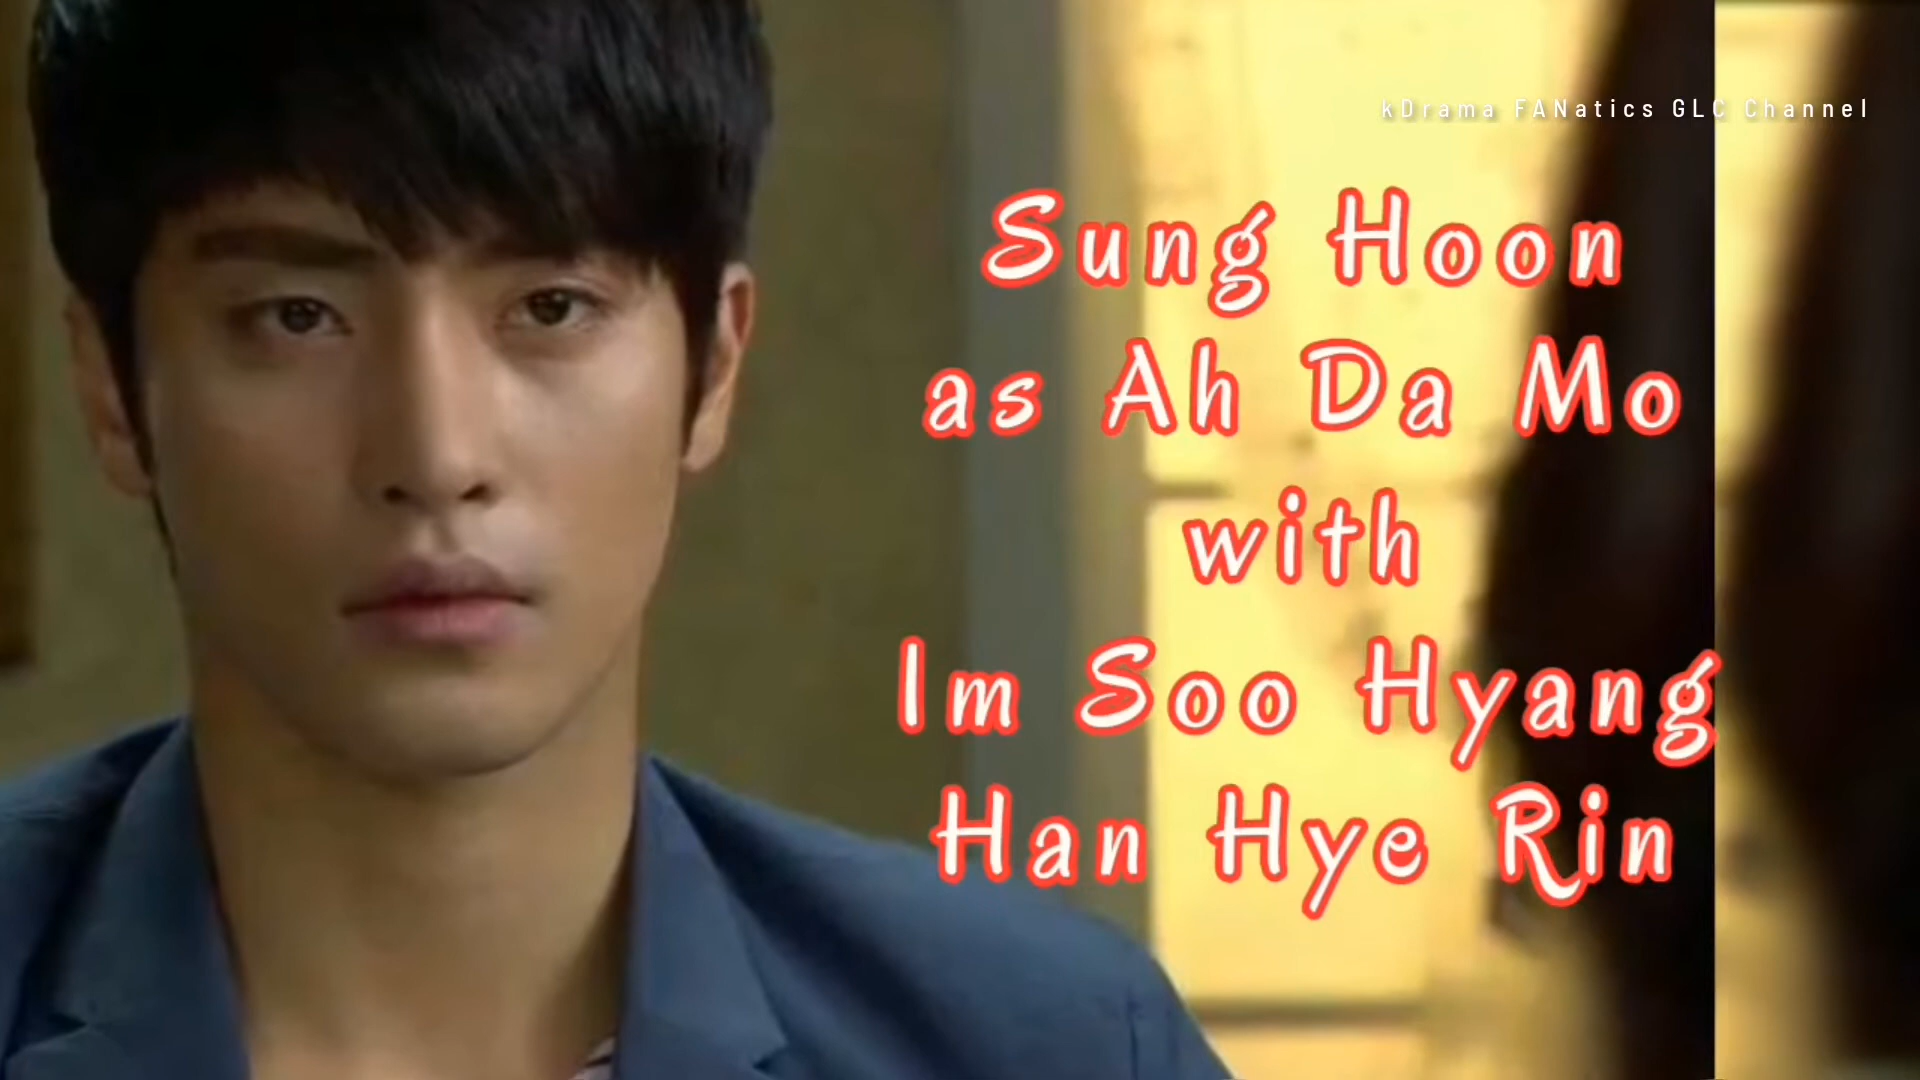 kDrama FANatics GLC Channel
Sung Hoon
as Ah Da Mo
with
Im Soo Hyang
Han Hye Rin